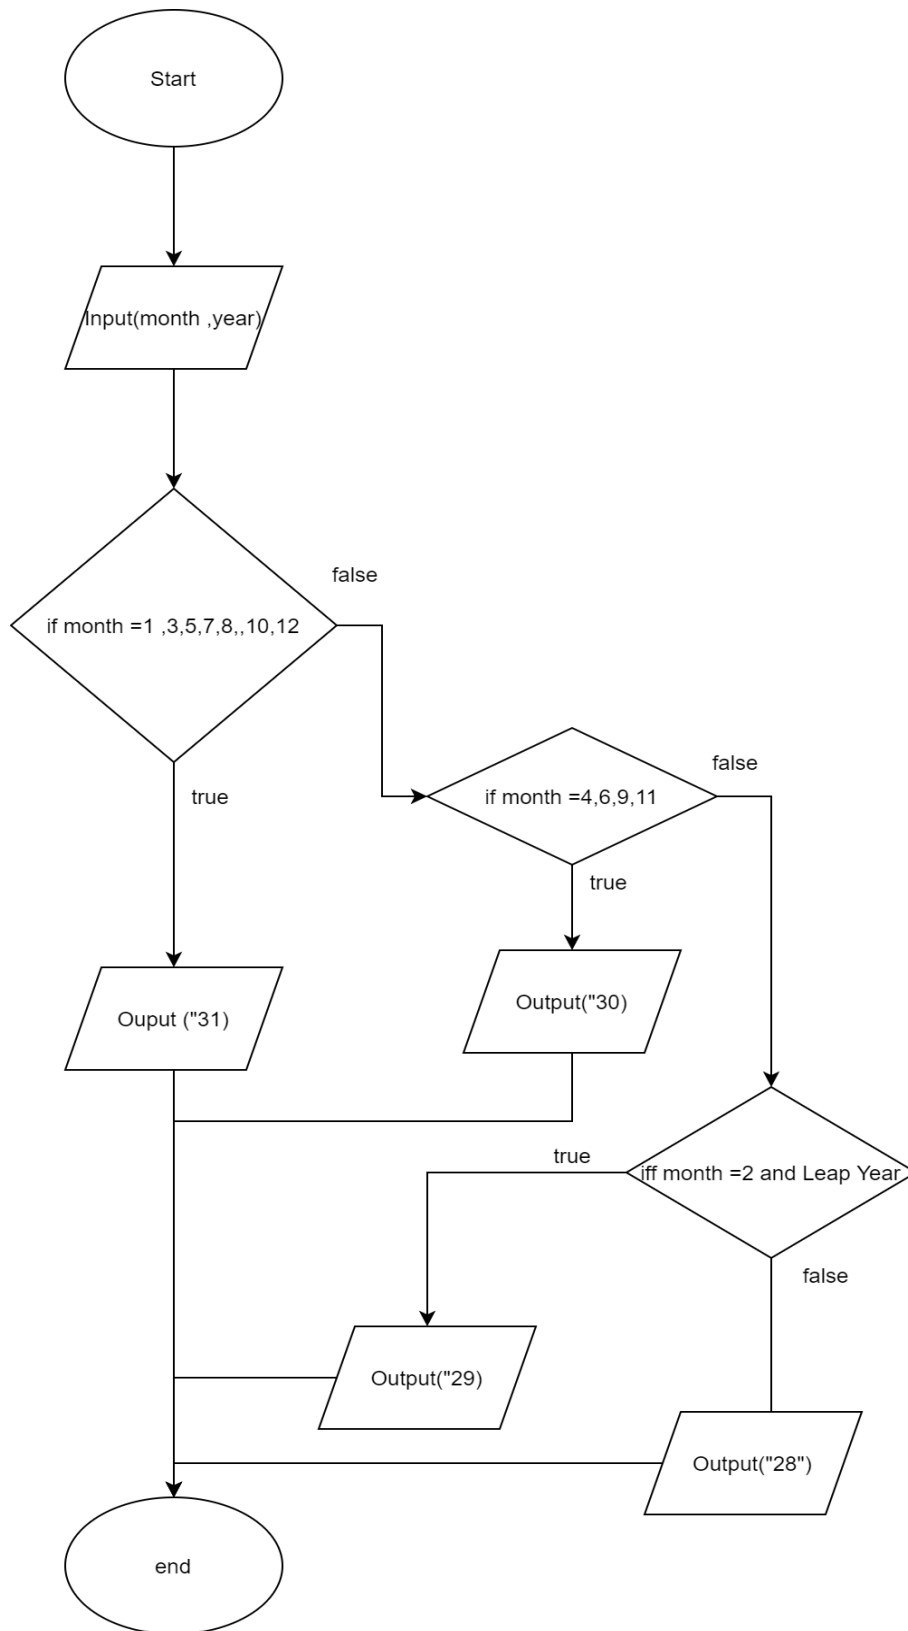 Start
Input(month ,year)
false
if month =1 ,3,5,7,8,,10,12
false
true
if month =4,6,9,11
true
Ouput ("31)
Output("30)
true
iff month =2 and Leap Year
false
Output("29)
Output("28")
end